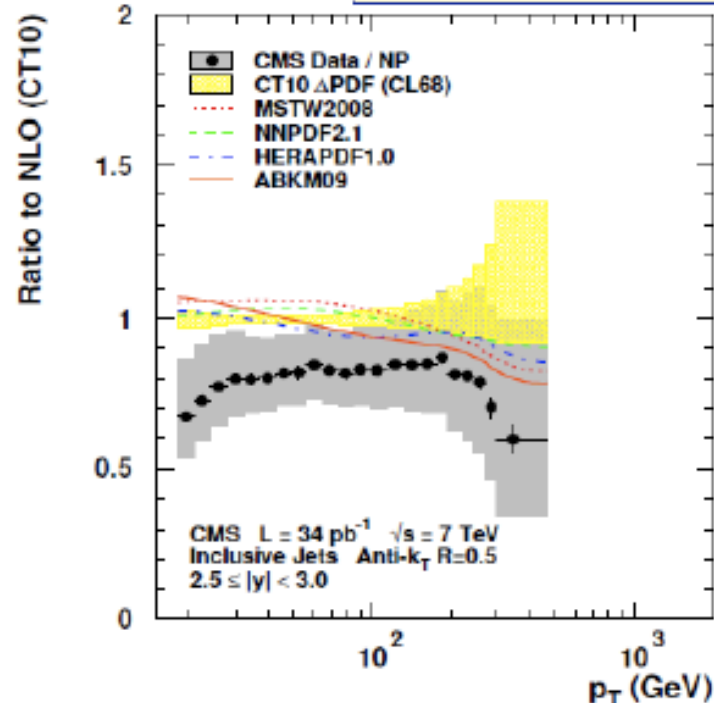 2
1.5
1
0.5
0
Ratio to NLO (CT10)
CMS Data / NP
CT10 ΔPDF (CL68)
MSTW2008
NNPDF2.1
HERAPDF1.0
ABKM09
CMS L = 34 pb⁻¹ √s = 7 TeV
Inclusive Jets Anti-k_T R=0.5
2.5 ≤ |y| < 3.0
10² 10³
p_T (GeV)